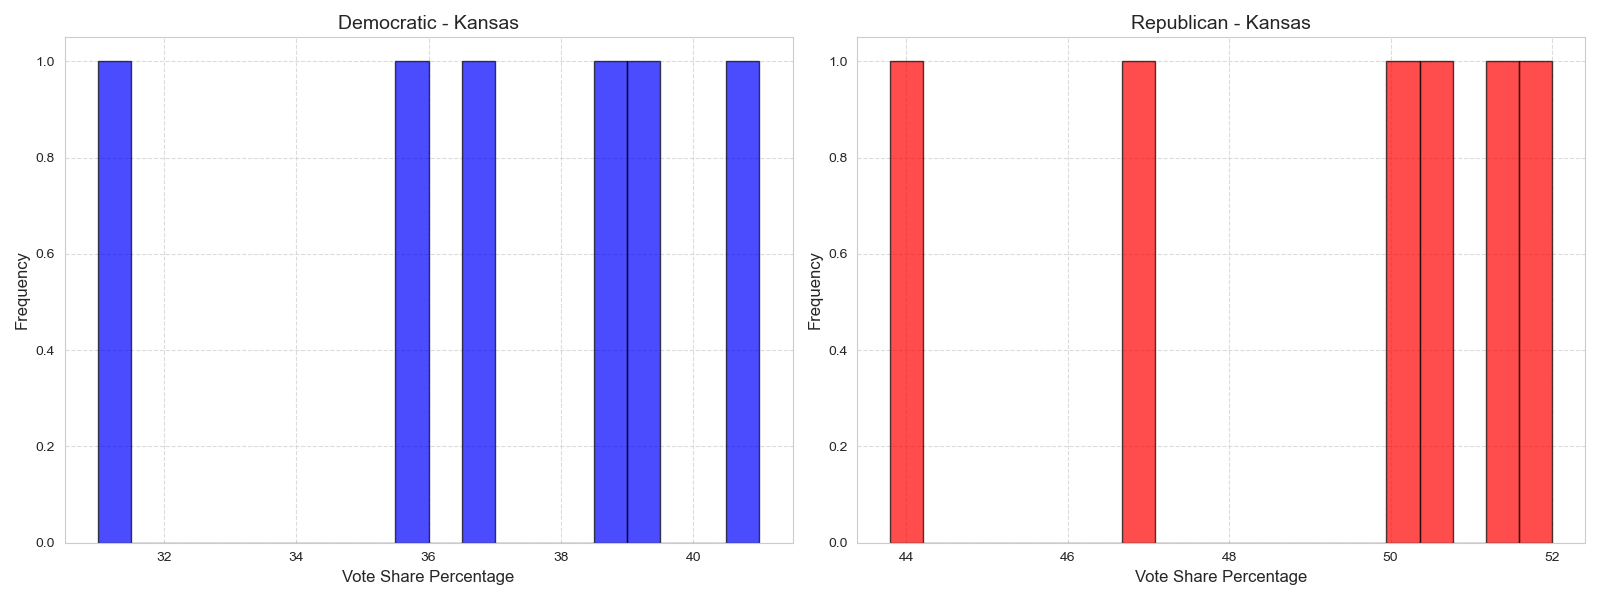 Democratic - Kansas
1.0
0.8
0.6
0.4
0.2
0.0
Frequency
32 34 36 38 40
Vote Share Percentage
Republican - Kansas
1.0
0.8
0.6
0.4
0.2
0.0
Frequency
44 46 48 50 52
Vote Share Percentage